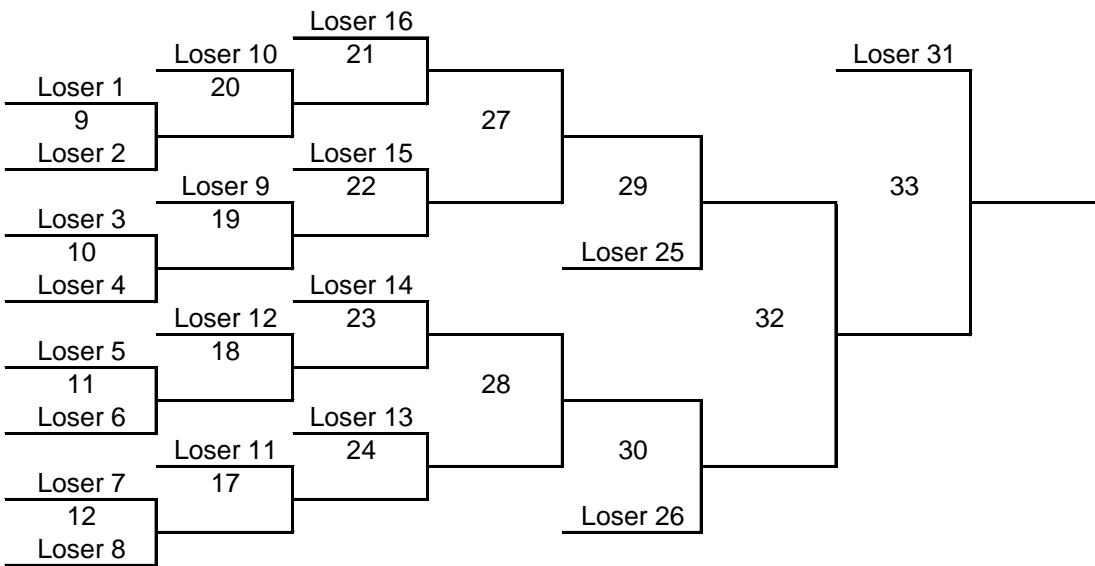 Loser 16
Loser 10
21
Loser 31
Loser 1
20
9
27
Loser 2
Loser 15
Loser 9
22
29
33
Loser 3
19
10
Loser 25
Loser 4
Loser 14
Loser 12
23
32
Loser 5
18
11
28
Loser 6
Loser 13
Loser 11
24
30
Loser 7
17
12
Loser 26
Loser 8